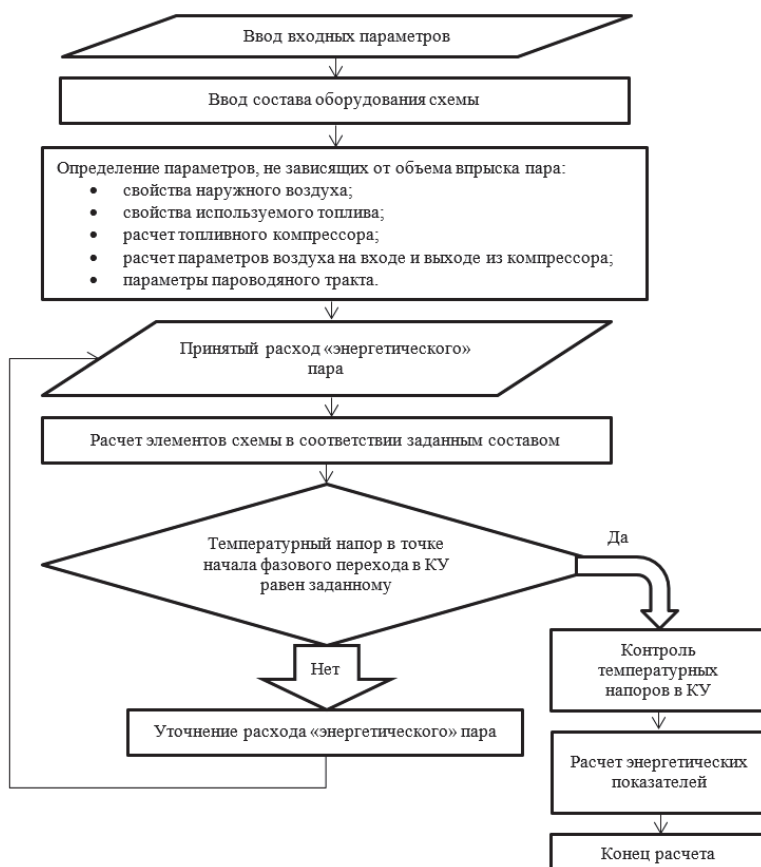 Ввод входных параметров
Ввод состава оборудования схемы
Определение параметров, не зависящих от объема впрыска пара:
• свойства наружного воздуха;
• свойства используемого топлива;
• расчет топливного компрессора;
• расчет параметров воздуха на входе и выходе из компрессора;
• параметры пароводяного тракта.
Принятый расход «энергетического»
пара
Расчет элементов схемы в соответствии заданным составом
Температурный напор в точке
начала фазового перехода в КУ
равен заданному
Да
Нет
Контроль
температурных
напоров в КУ
Уточнение расхода «энергетического» пара
Расчет энергетических
показателей
Конец расчета